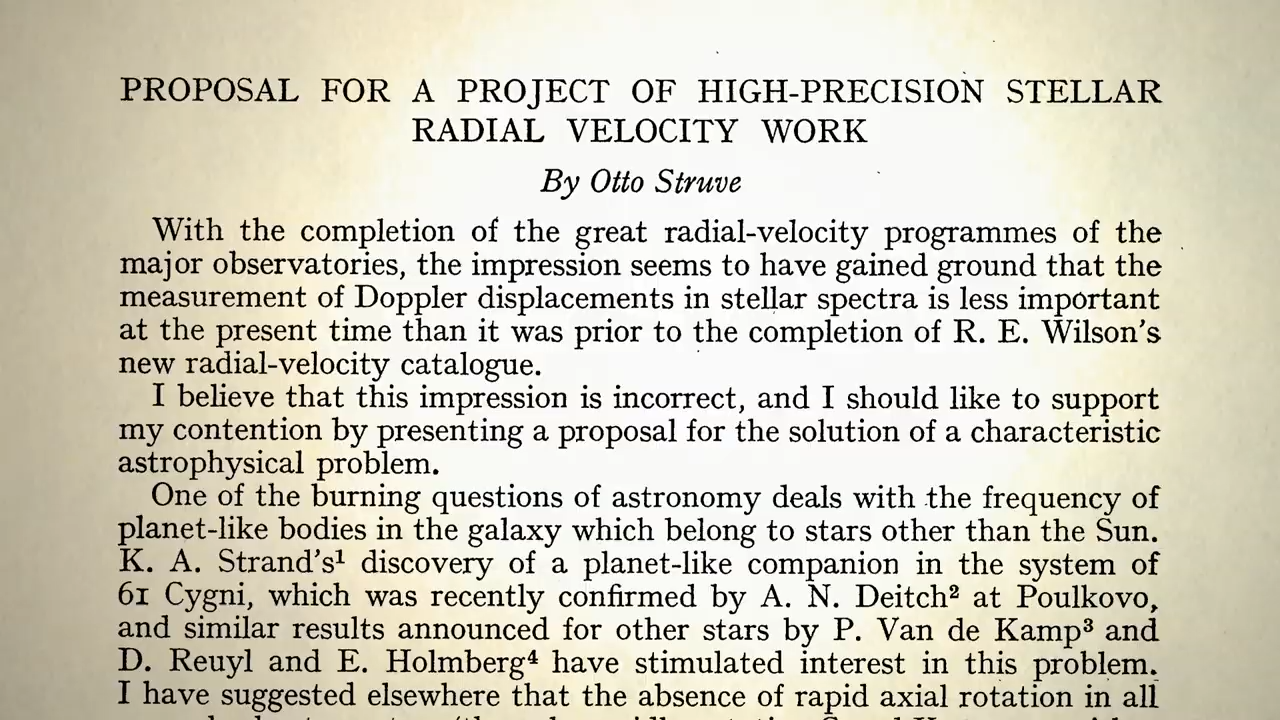 PROPOSAL FOR A PROJECT OF HIGH-PRECISION STELLAR
RADIAL VELOCITY WORK
By Otto Struve
With the completion of the great radial-velocity programmes of the
major observatories, the impression seems to have gained ground that the
measurement of Doppler displacements in stellar spectra is less important
at the present time than it was prior to the completion of R. E. Wilson's
new radial-velocity catalogue.
I believe that this impression is incorrect, and I should like to support
my contention by presenting a proposal for the solution of a characteristic
astrophysical problem.
One of the burning questions of astronomy deals with the frequency of
planet-like bodies in the galaxy which belong to stars other than the Sun.
K. A. Strand's¹ discovery of a planet-like companion in the system of
61 Cygni, which was recently confirmed by A. N. Deitch² at Poulkovo,
and similar results announced for other stars by P. Van de Kamp³ and
D. Reuyl and E. Holmberg⁴ have stimulated interest in this problem.
I have suggested elsewhere that the absence of rapid axial rotation in all